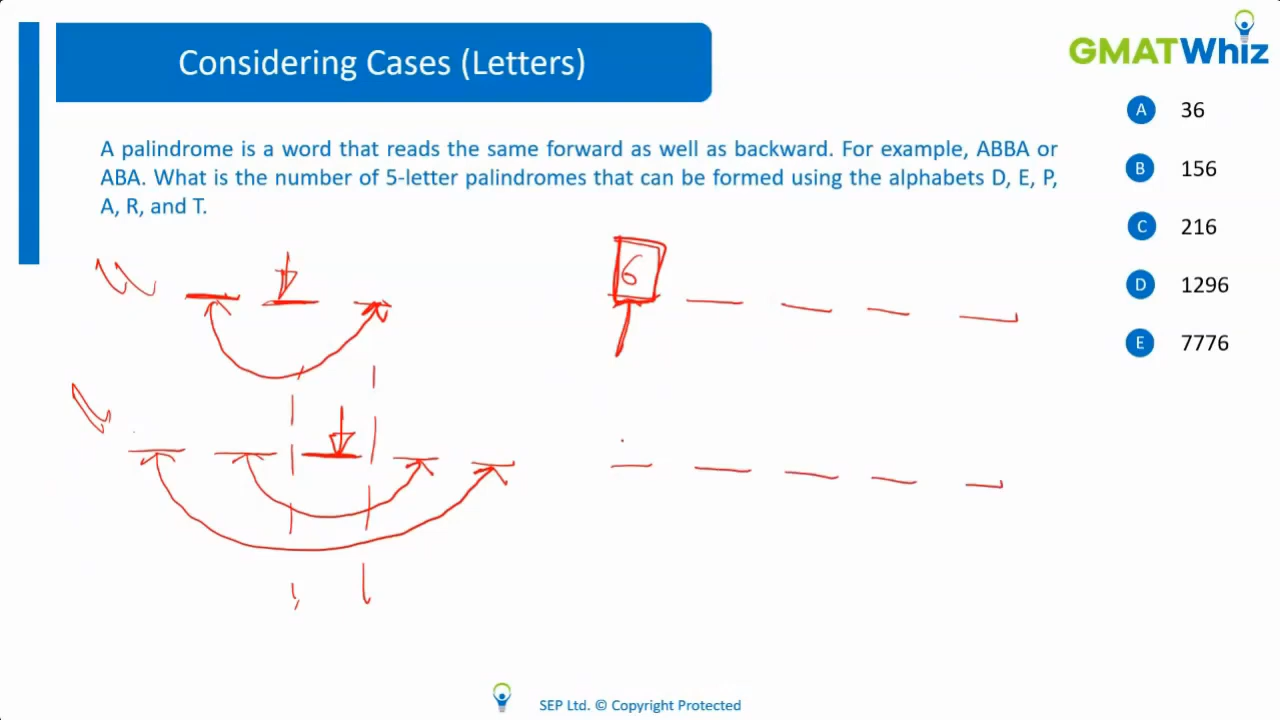 Considering Cases (Letters)
GMATWhiz
A palindrome is a word that reads the same forward as well as backward. For example, ABBA or
ABA. What is the number of 5-letter palindromes that can be formed using the alphabets D, E, P,
A, R, and T.
A 36
B 156
C 216
D 1296
E 7776
6
SEP Ltd. © Copyright Protected